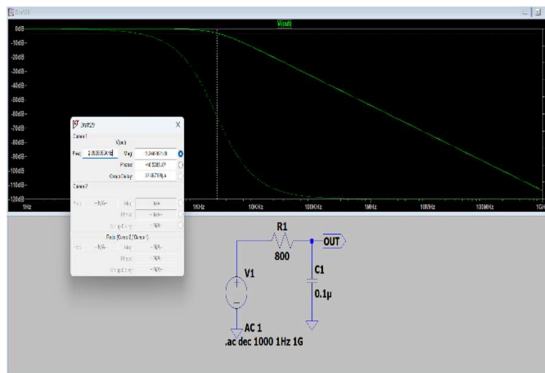 V(out)
0dB
-10dB
-20dB
-30dB
-40dB
-50dB
-60dB
-70dB
-80dB
-90dB
-100dB
-110dB
-120dB
1Hz
10Hz
1KHz
10KHz
100KHz
1MHz
10MHz
100MHz
1GHz
Cursor 1
V(out)
Freq:
Mag:
Phase:
Group Delay:
Cursor 2
Freq:
-- N/A --
Mag:
-- N/A --
Phase:
-- N/A --
Group Delay:
-- N/A --
Ratio (Cursor2 / Cursor1)
Freq:
-- N/A --
Mag:
-- N/A --
Phase:
-- N/A --
Group Delay:
-- N/A --
R1
OUT
800
C1
V1
0.1µ
AC 1
.ac dec 1000 1Hz 1G